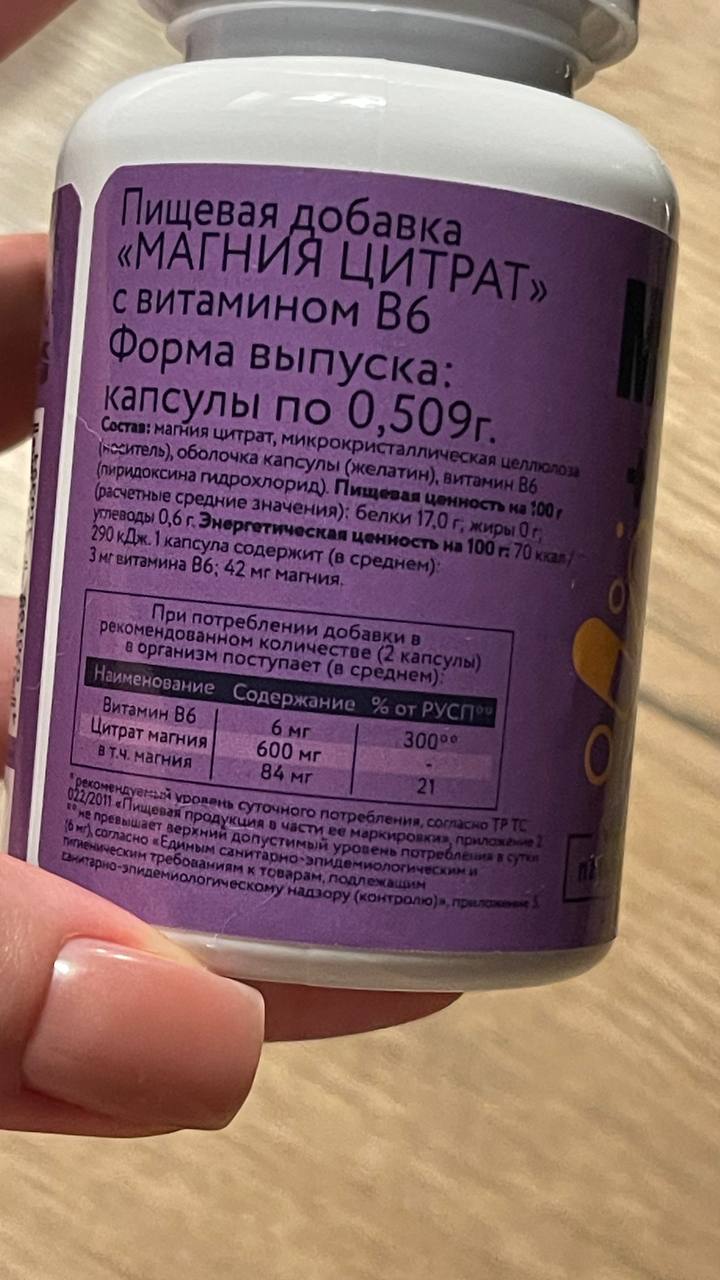 Пищевая добавка
«МАГНИЯ ЦИТРАТ»
с витамином В6
Форма выпуска:
капсулы по 0,509г.
Состав: магния цитрат, микрокристаллическая целлюлоза
(носитель), оболочка капсулы (желатин), витамин В6
(пиридоксина гидрохлорид). Пищевая ценность на 100 г
(расчетные средние значения): белки 17,0 г; жиры 0 г;
углеводы 0,6 г. Энергетическая ценность на 100 г: 70 ккал/
290 кДж. 1 капсула содержит (в среднем):
3 мг витамина В6; 42 мг магния.
При потреблении добавки в
рекомендованном количестве (2 капсулы)
в организм поступает (в среднем):
Наименование Содержание % от РУСП°°
Витамин В6 6 мг 300°°
Цитрат магния 600 мг -
в т.ч. магния 84 мг 21
°рекомендуемый уровень суточного потребления, согласно ТР ТС
022/2011 «Пищевая продукция в части ее маркировки», приложение 2
°°не превышает верхний допустимый уровень потребления в сутки
(6 мг), согласно «Единым санитарно-эпидемиологическим и
гигиеническим требованиям к товарам, подлежащим
санитарно-эпидемиологическому надзору (контролю)», приложение 5.